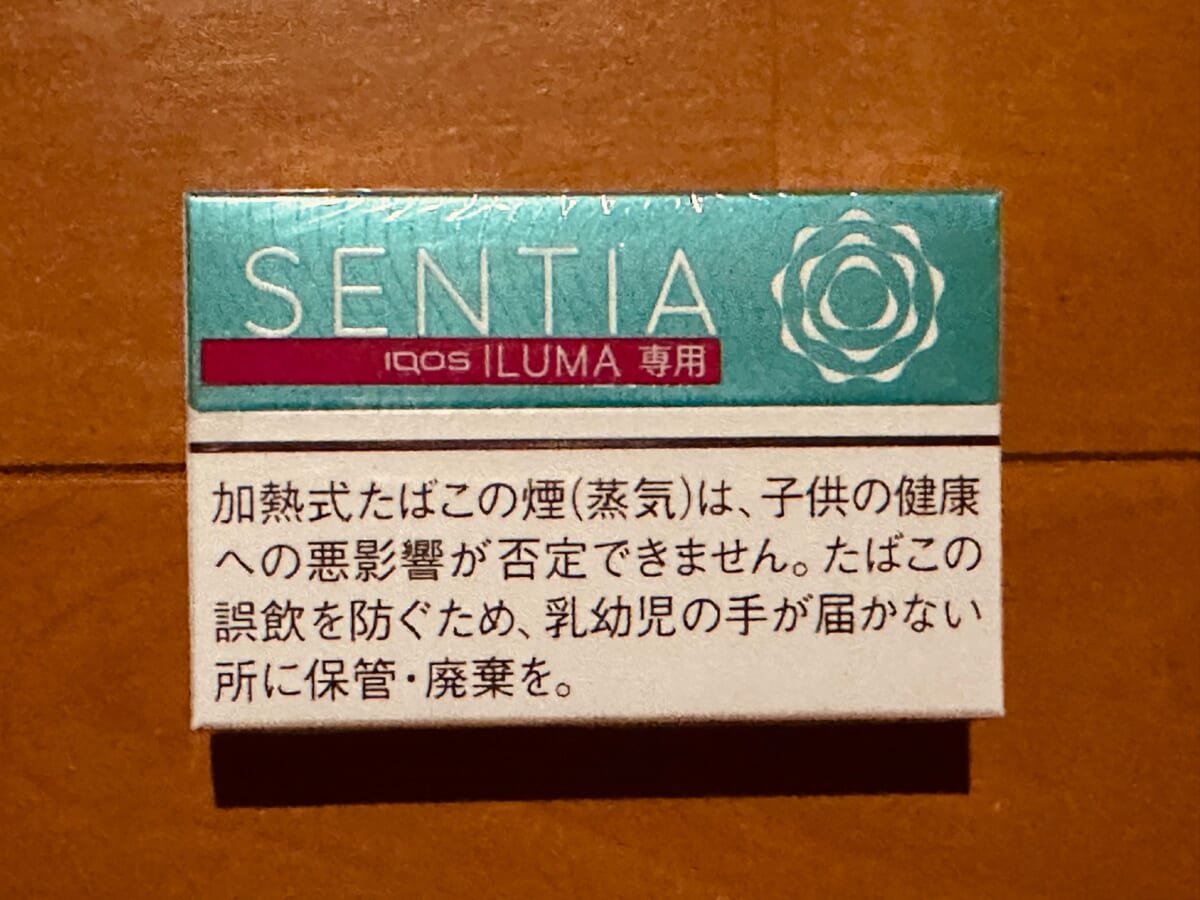 SENTIA
IQOS ILUMA 専用
加熱式たばこの煙(蒸気)は、子供の健康
への悪影響が否定できません。たばこの
誤飲を防ぐため、乳幼児の手が届かない
所に保管・廃棄を。